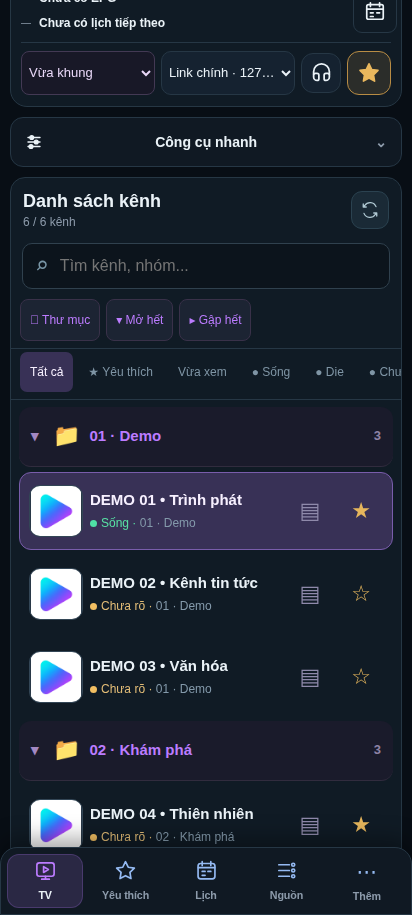 Chưa có lịch tiếp theo
Vừa khung
Link chính · 127…
Công cụ nhanh
Danh sách kênh
6 / 6 kênh
Tìm kênh, nhóm...
Thư mục
▾ Mở hết
▸ Gập hết
Tất cả
★ Yêu thích
Vừa xem
● Sống
● Die
● Chu
01 · Demo
3
DEMO 01 • Trình phát
● Sống · 01 · Demo
DEMO 02 • Kênh tin tức
● Chưa rõ · 01 · Demo
DEMO 03 • Văn hóa
● Chưa rõ · 01 · Demo
02 · Khám phá
3
DEMO 04 • Thiên nhiên
● Chưa rõ · 02 · Khám phá
TV
Yêu thích
Lịch
Nguồn
Thêm